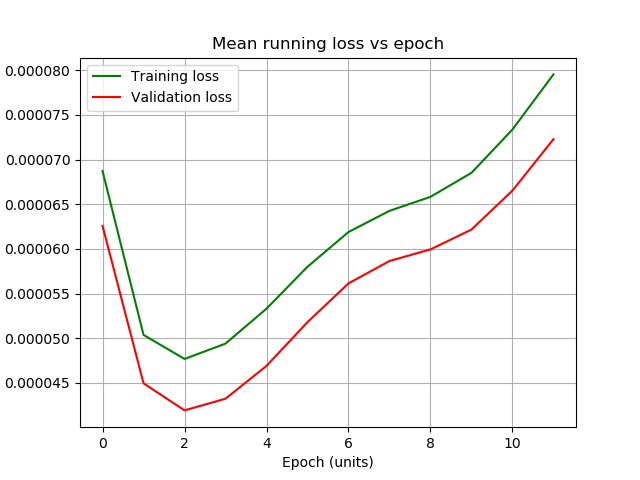 Mean running loss vs epoch
Training loss
Validation loss
0.000080
0.000075
0.000070
0.000065
0.000060
0.000055
0.000050
0.000045
0 2 4 6 8 10
Epoch (units)